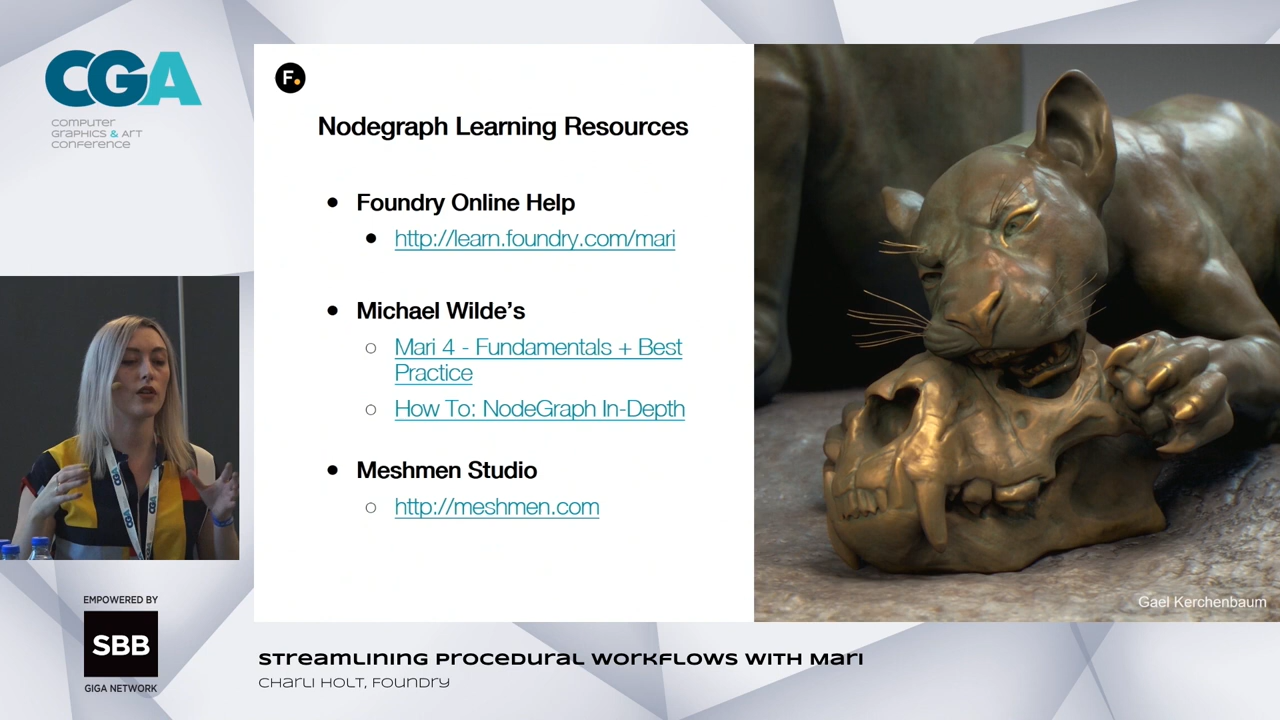 CGA
computer
graphics & art
conference
F.
Nodegraph Learning Resources
Foundry Online Help
http://learn.foundry.com/mari
Michael Wilde's
Mari 4 - Fundamentals + Best
Practice
How To: NodeGraph In-Depth
Meshmen Studio
http://meshmen.com
Gael Kerchenbaum
EMPOWERED BY
SBB
GIGA NETWORK
Streamlining Procedural Workflows with Mari
Charli Holt, Foundry